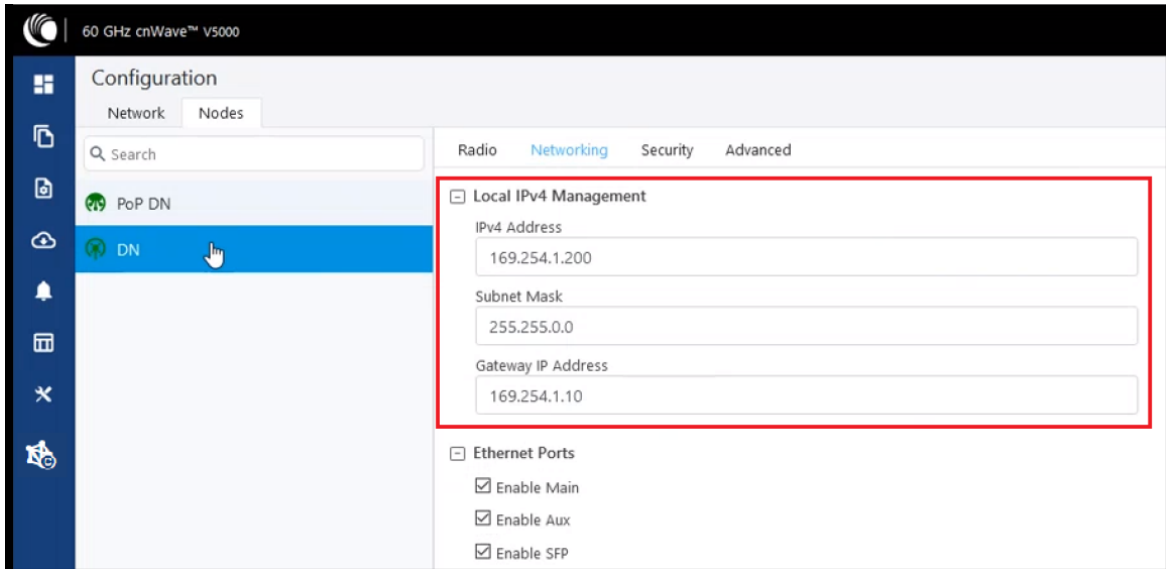 60 GHz cnWave™ V5000
Configuration
Network Nodes
Search
PoP DN
DN
Radio Networking Security Advanced
Local IPv4 Management
IPv4 Address
169.254.1.200
Subnet Mask
255.255.0.0
Gateway IP Address
169.254.1.10
Ethernet Ports
Enable Main
Enable Aux
Enable SFP